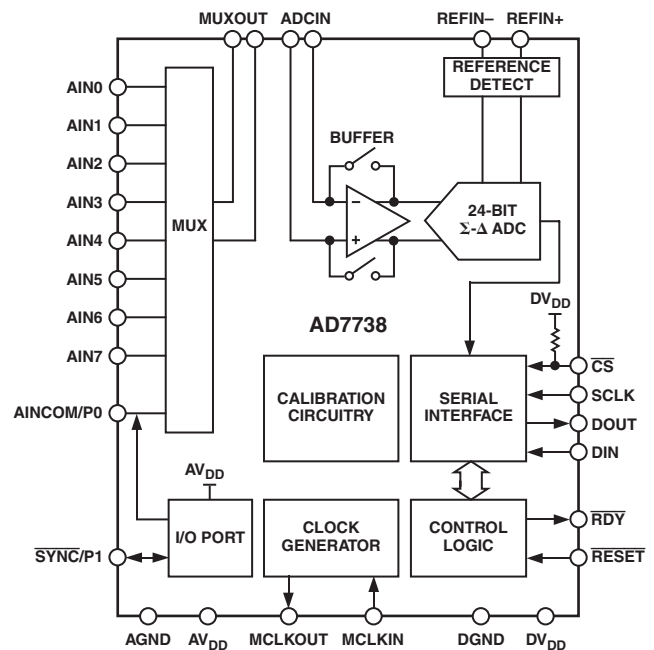 MUXOUT ADCIN REFIN– REFIN+
REFERENCE
DETECT
AIN0
AIN1
AIN2
AIN3
AIN4
AIN5
AIN6
AIN7
AINCOM/P0
SYNC/P1
MUX
BUFFER
–
+
24-BIT
Σ-Δ ADC
AD7738
DVDD
CS
SCLK
DOUT
DIN
CALIBRATION
CIRCUITRY
SERIAL
INTERFACE
AVDD
I/O PORT
CLOCK
GENERATOR
CONTROL
LOGIC
RDY
RESET
AGND AVDD MCLKOUT MCLKIN DGND DVDD